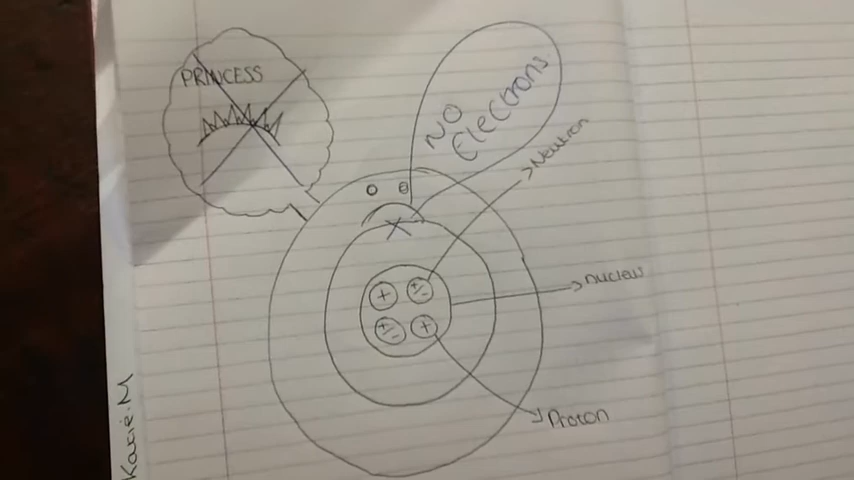 PRINCESS
NO
Electrons
Neutron
+
+/-
nucleus
+/-
+
Proton
Katie.M